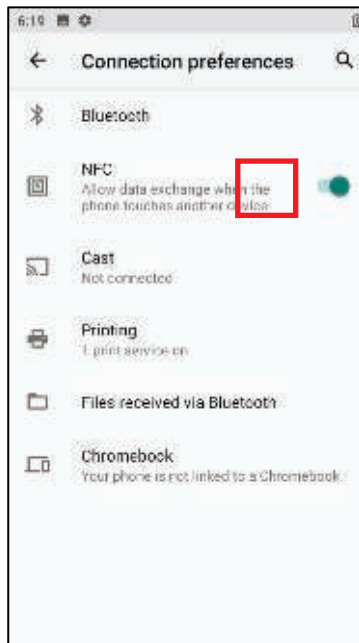 6:19
Connection preferences
Bluetooth
NFC
Allow data exchange when the
phone touches another device
Cast
Not connected
Printing
1 print service on
Files received via Bluetooth
Chromebook
Your phone is not linked to a Chromebook